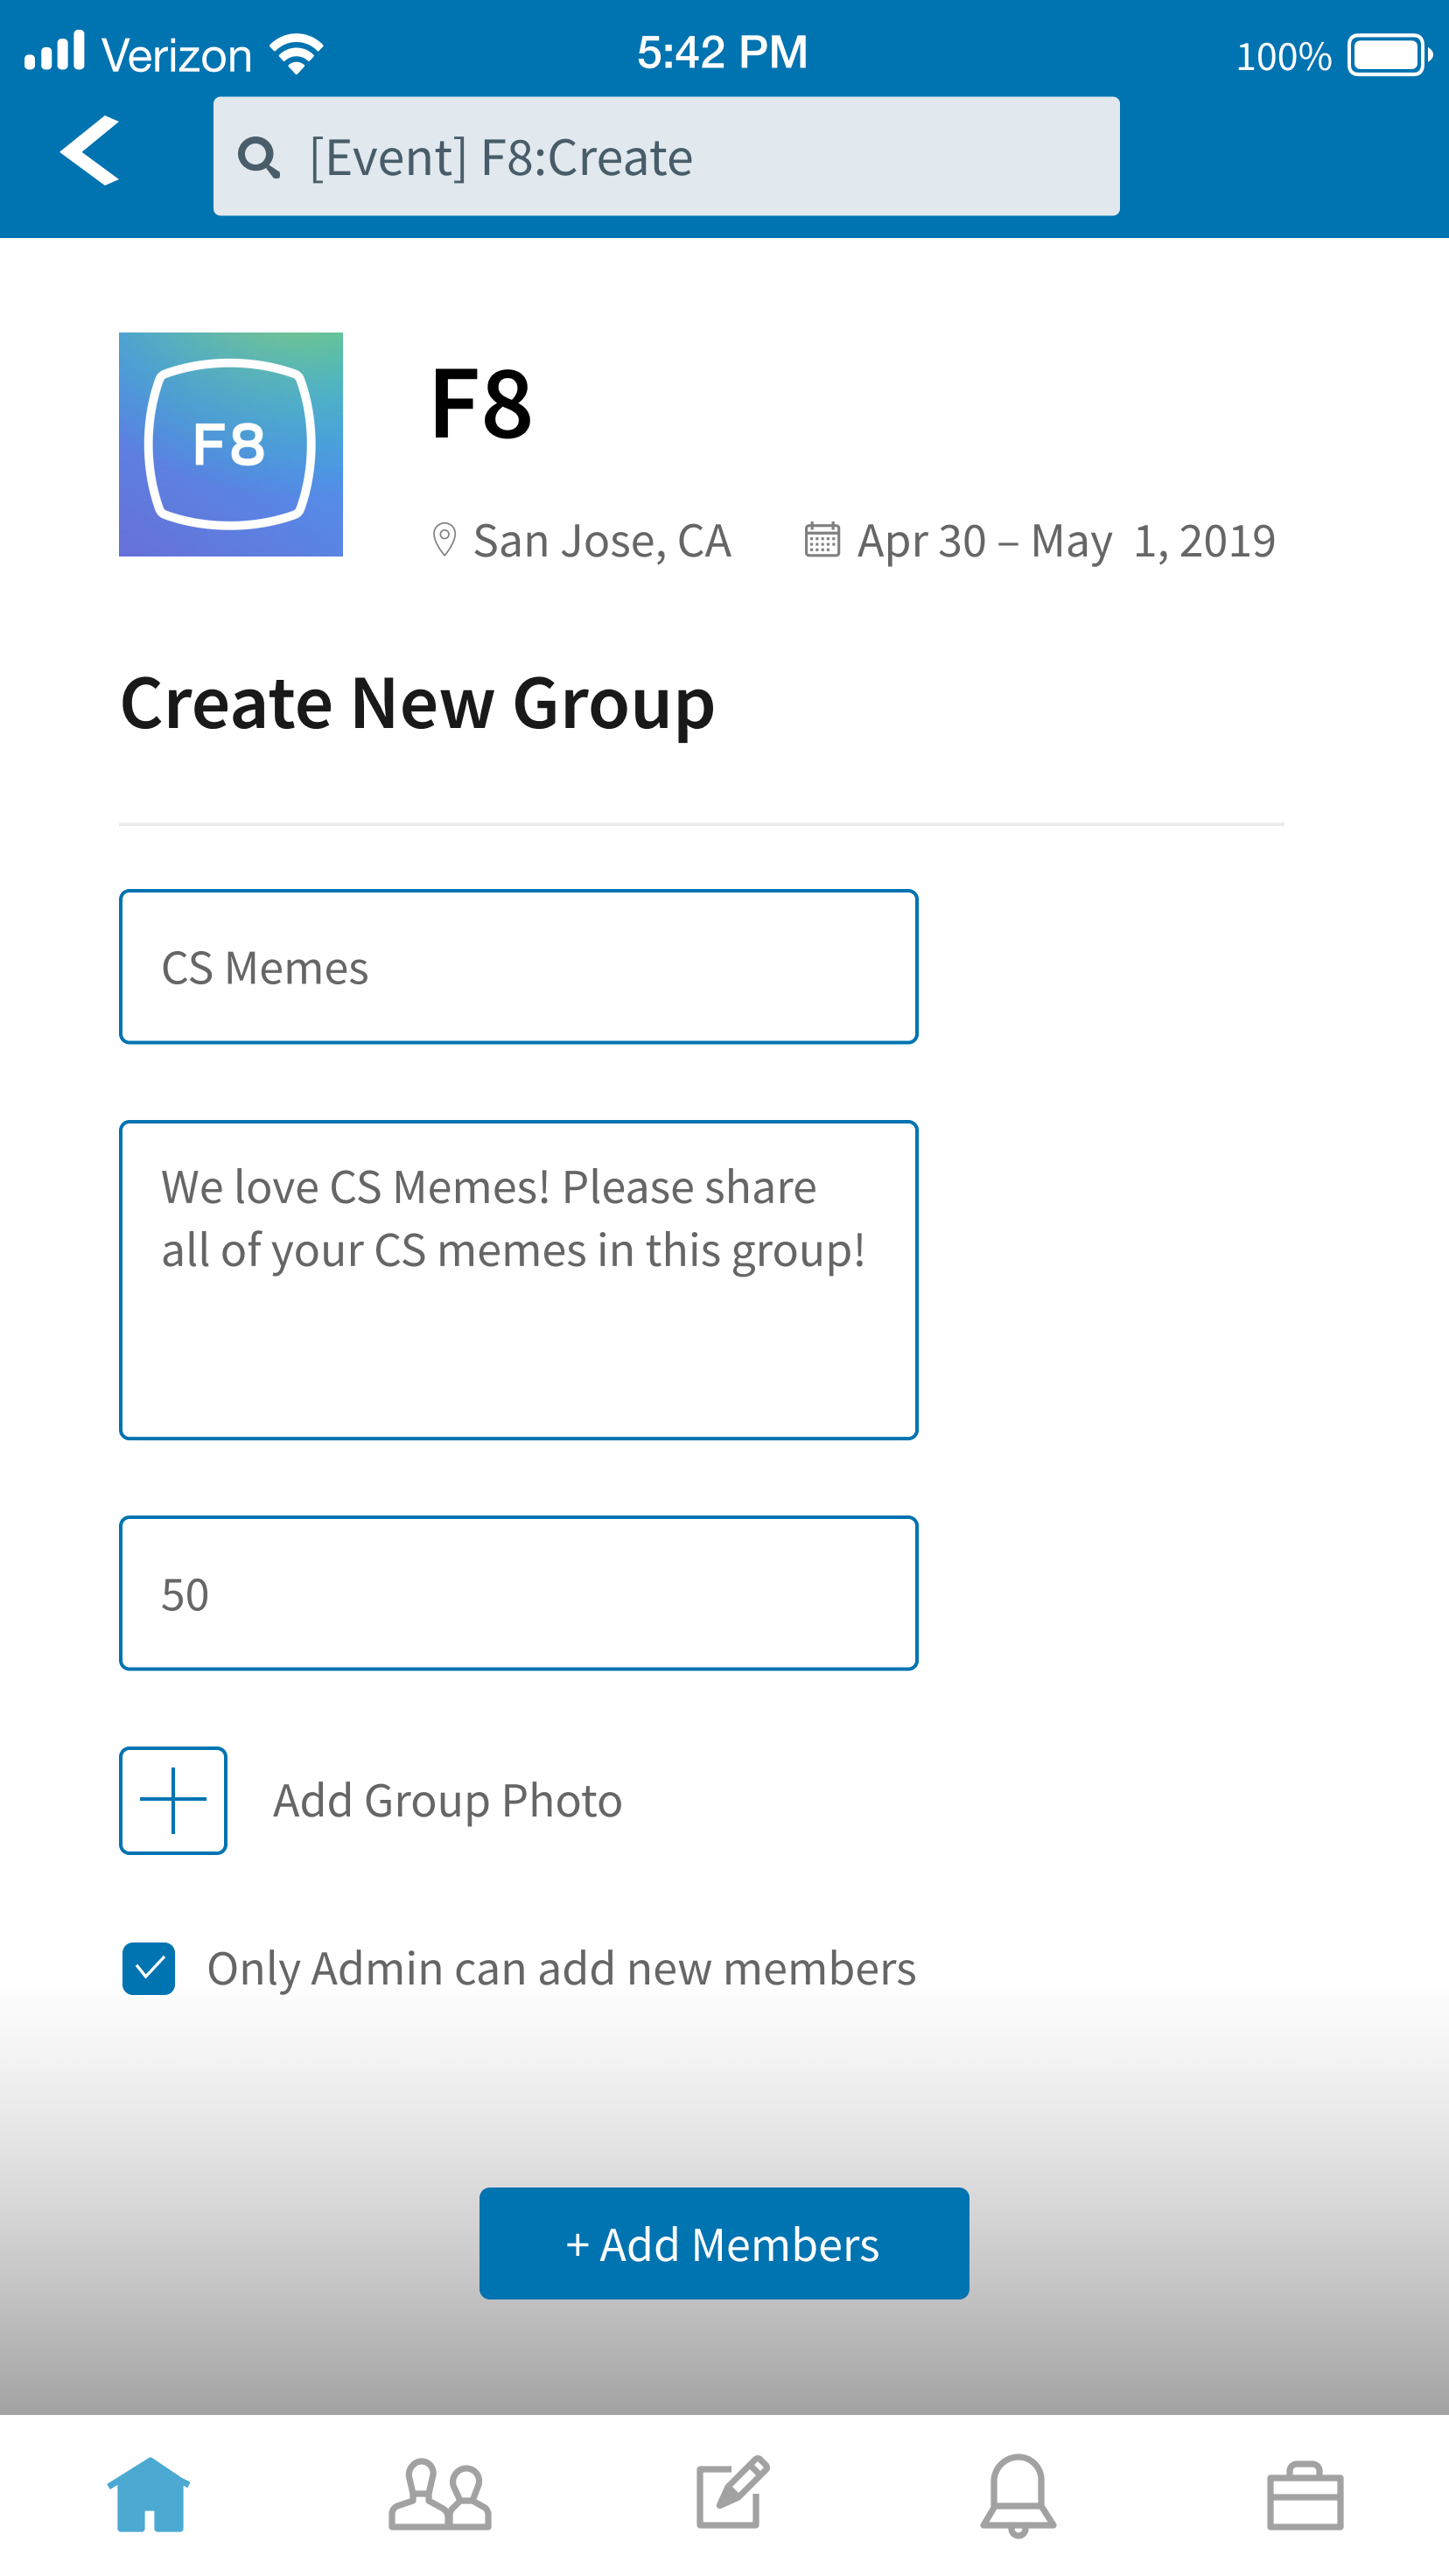 Verizon 5:42 PM 100%
[Event] F8:Create
F8
F8
San Jose, CA Apr 30 – May 1, 2019
Create New Group
CS Memes
We love CS Memes! Please share
all of your CS memes in this group!
50
Add Group Photo
Only Admin can add new members
+ Add Members